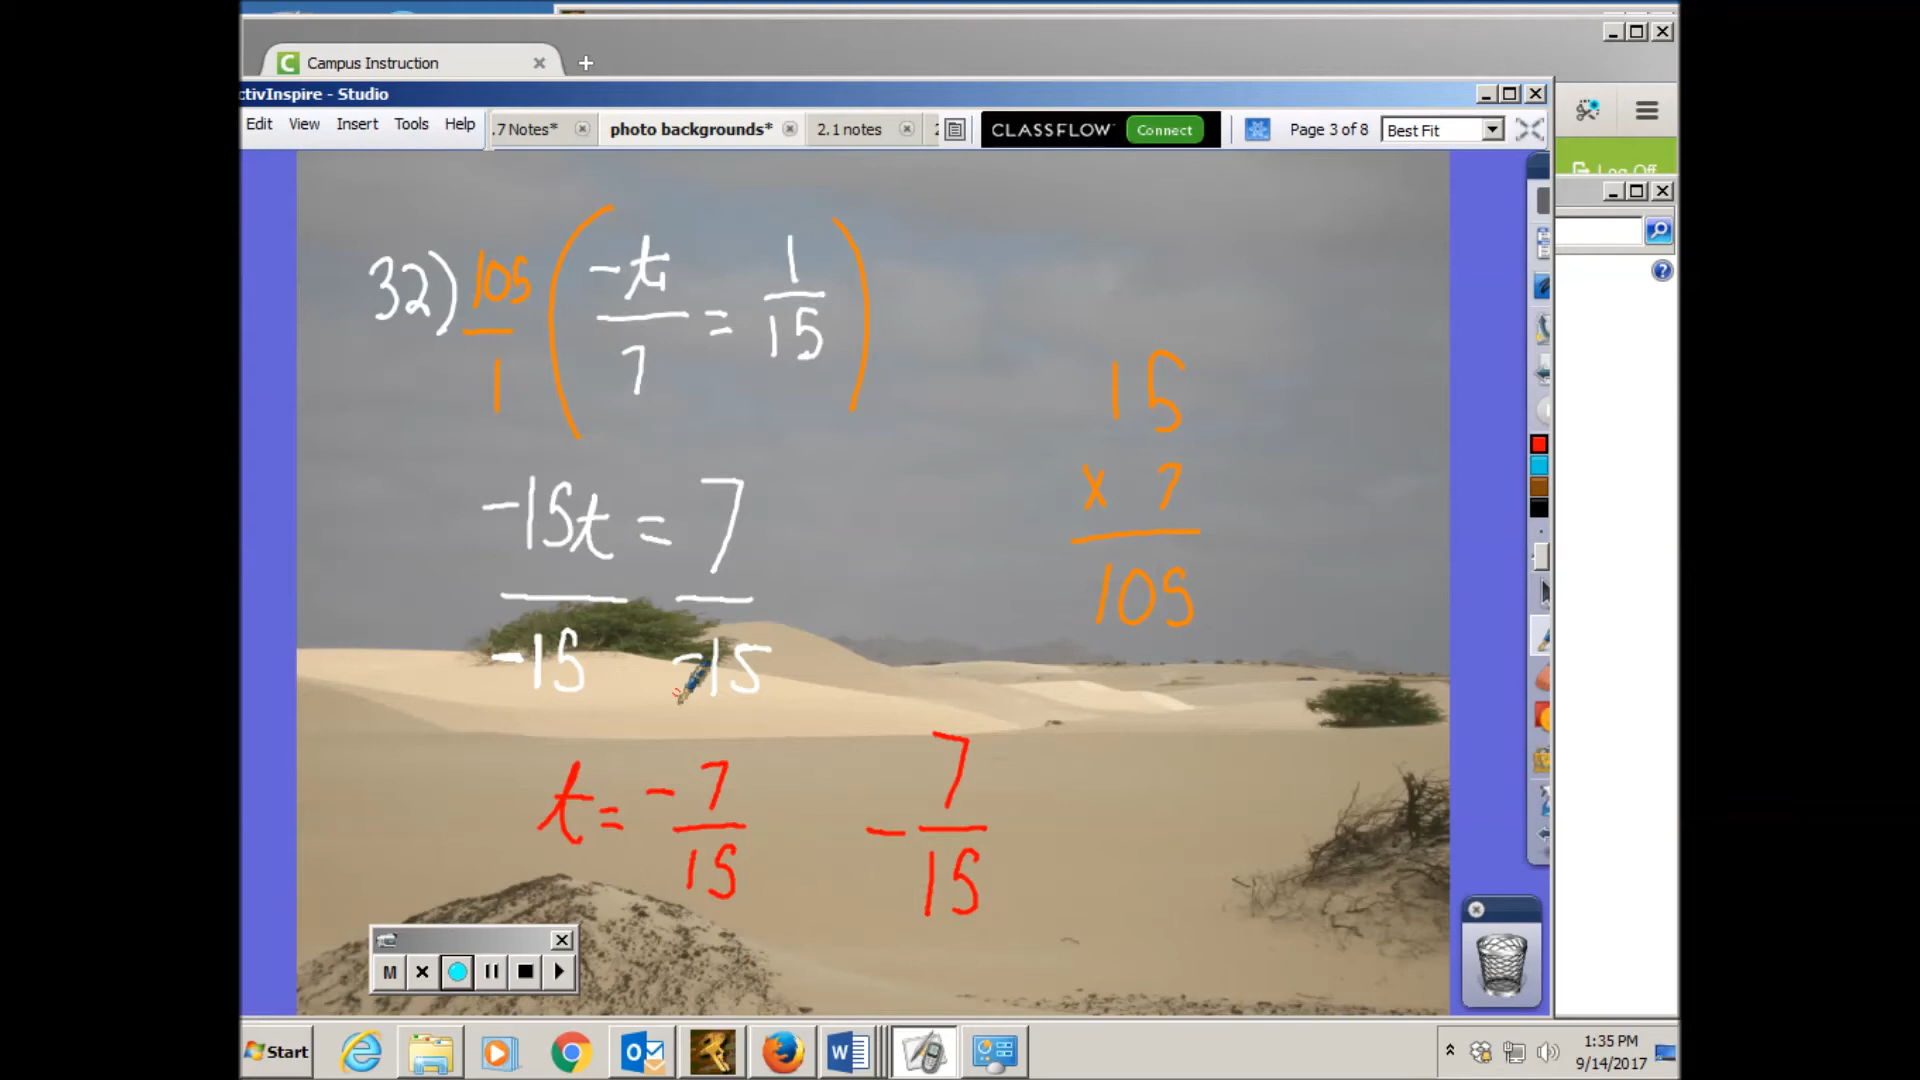 Campus Instruction
ctivInspire - Studio
Edit View Insert Tools Help
.7 Notes* photo backgrounds* 2.1 notes CLASSFLOW Connect Page 3 of 8 Best Fit
Log Off
32) 105/1 ( -t/7 = 1/15 )
15
x 7
105
-15t = 7
-15 -15
t = -7/15 -7/15
M
Start
1:35 PM
9/14/2017